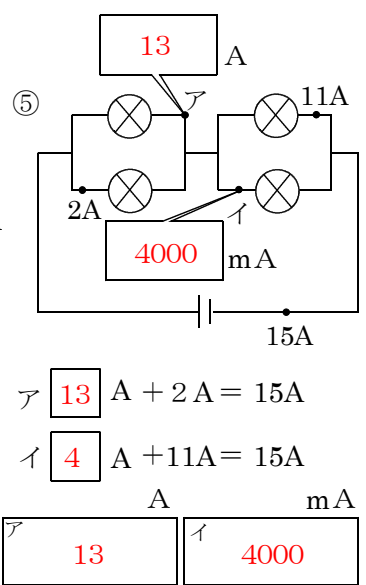 13 A
⑤ ア 11A
2A イ
4000 mA
15A
ア 13 A + 2A = 15A
イ 4 A +11A = 15A
A mA
ア 13 イ 4000